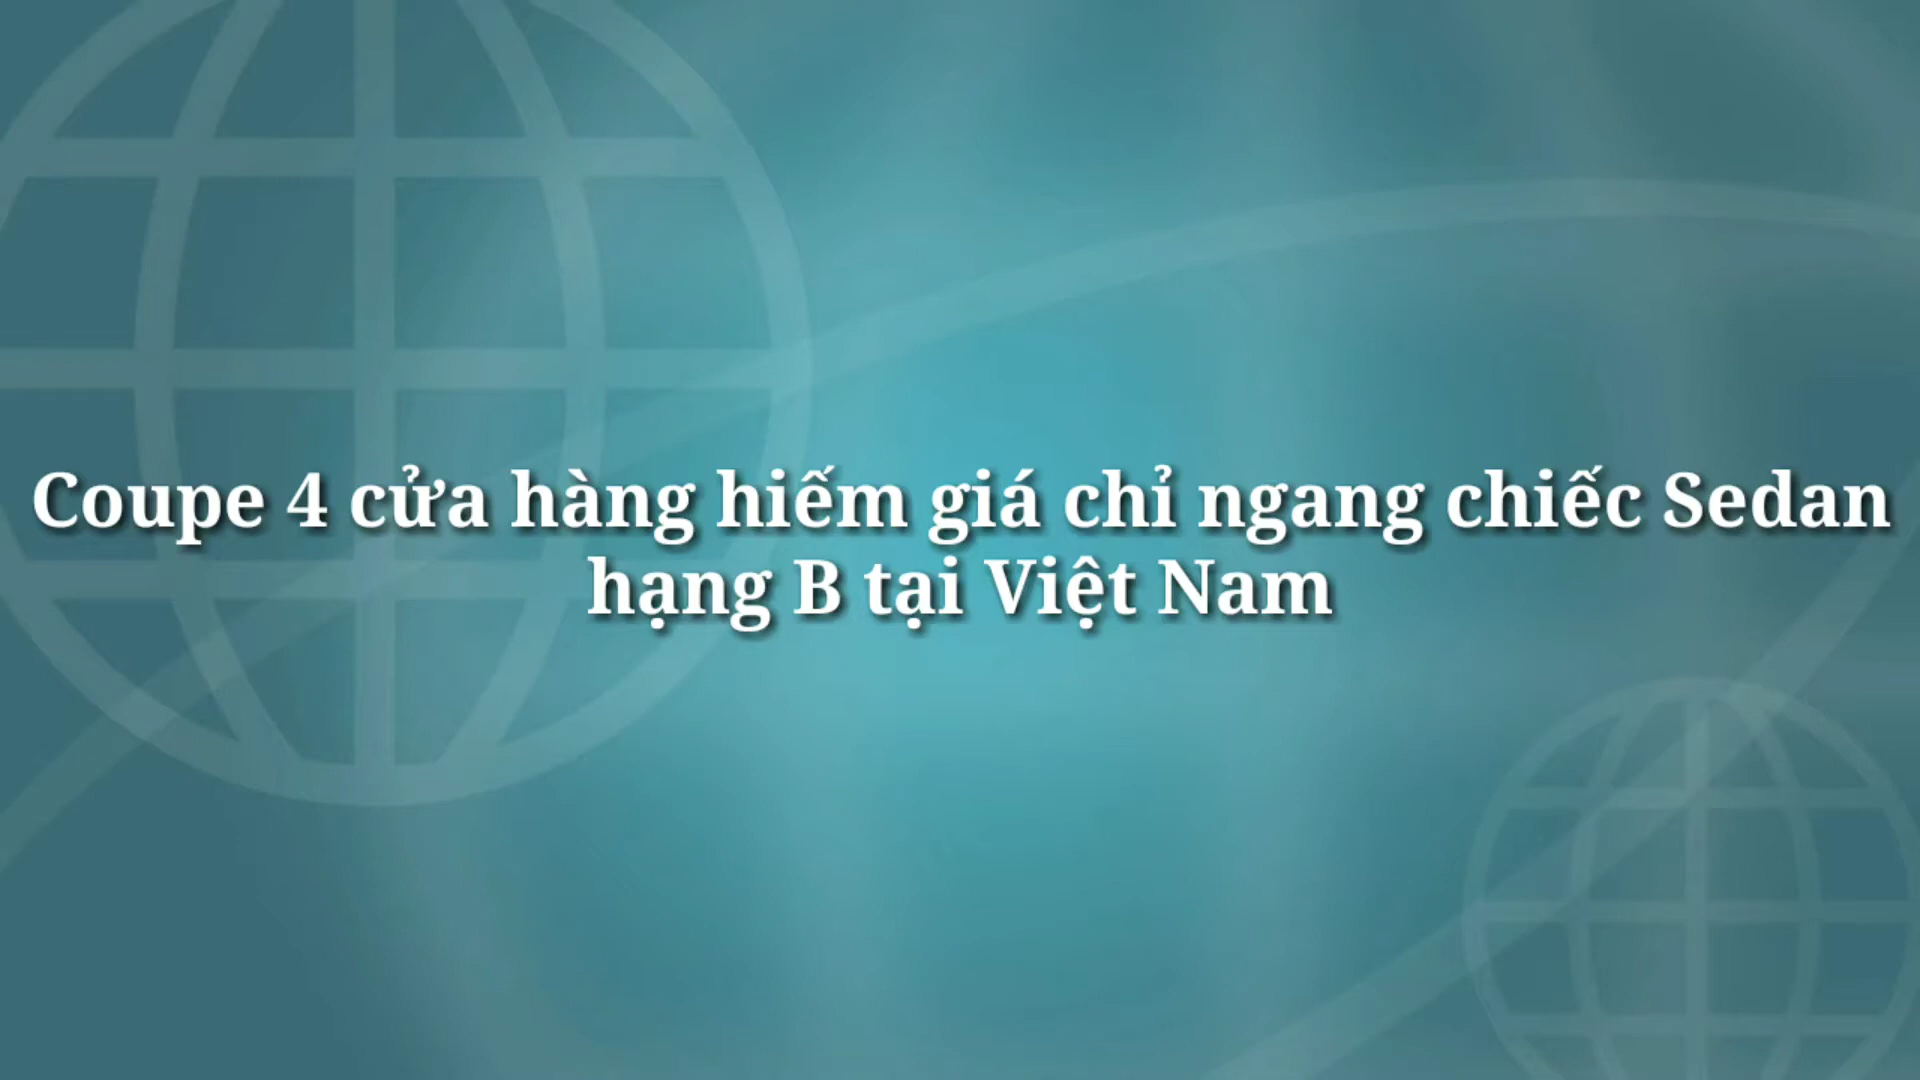 Coupe 4 cửa hàng hiếm giá chỉ ngang chiếc Sedan
hạng B tại Việt Nam